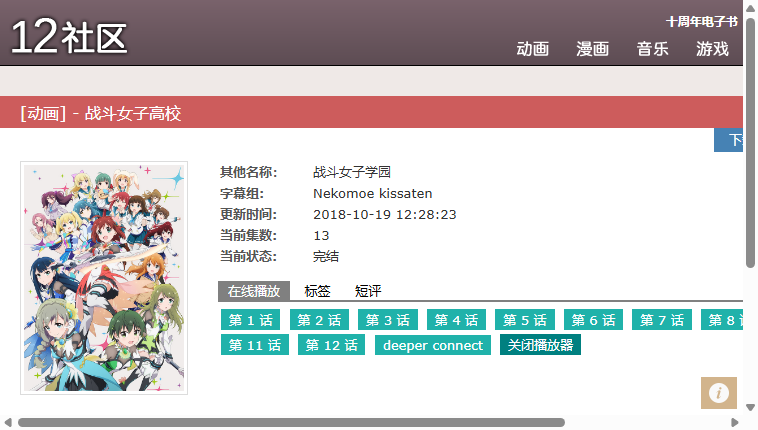 12社区
十周年电子书
动画 漫画 音乐 游戏
[动画] - 战斗女子高校
其他名称: 战斗女子学园
字幕组: Nekomoe kissaten
更新时间: 2018-10-19 12:28:23
当前集数: 13
当前状态: 完结
在线播放 标签 短评
第 1 话 第 2 话 第 3 话 第 4 话 第 5 话 第 6 话 第 7 话 第 8
第 11 话 第 12 话 deeper connect 关闭播放器